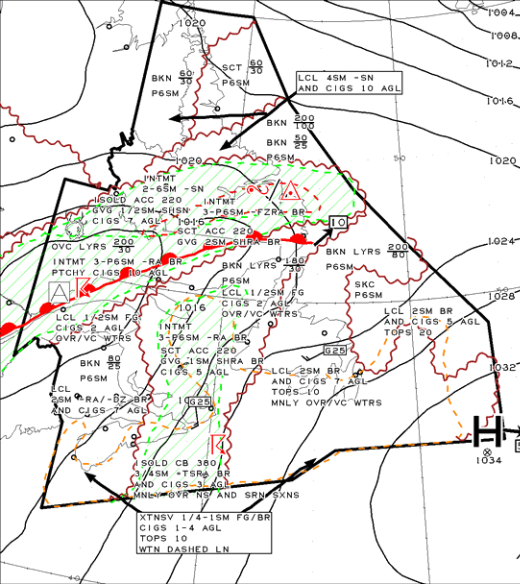 1020
1004
1008
1012
1016
1020
1024
1028
1032
BKN 60/30
P6SM
SCT 60/30
P6SM
LCL 4SM -SN
AND CIGS 10 AGL
BKN 200/100
BKN 50/25
P6SM
50
1020
INTMT
2-6SM -SN
ISOLD ACC 220
GVG 1/2SM SHSN
CIGS 7 AGL
INTMT
3-P6SM -FZRA BR
1016
SCT ACC 220
GVG 2SM SHRA BR
10
OVC LYRS 200/30
INTMT 3-P6SM -RA BR
PTCHY CIGS 10 AGL
BKN LYRS 180/30
P6SM
BKN LYRS 200/80
P6SM
SKC
P6SM
LCL 1/2SM FG
CIGS 2 AGL
OVR/VC WTRS
LCL 1/2SM FG
CIGS 2 AGL
OVR/VC WTRS
1016
INTMT
3-P6SM -RA BR
SCT ACC 220
GVG 1SM SHRA BR
CIGS 5 AGL
LCL 2SM BR
AND CIGS 5 AGL
TOPS 20
G25
BKN
P6SM
LCL
2SM -RA/-DZ BR
AND CIGS 7 AGL
G25
LCL 2SM BR
AND CIGS 7 AGL
TOPS 10
MNLY OVR/VC WTRS
H
1034
ISOLD CB 380
3/4SM +TSRA BR
AND CIGS 3 AGL
MNLY OVR NS AND SRN SXNS
XTNSV 1/4-1SM FG/BR
CIGS 1-4 AGL
TOPS 10
WTN DASHED LN
40